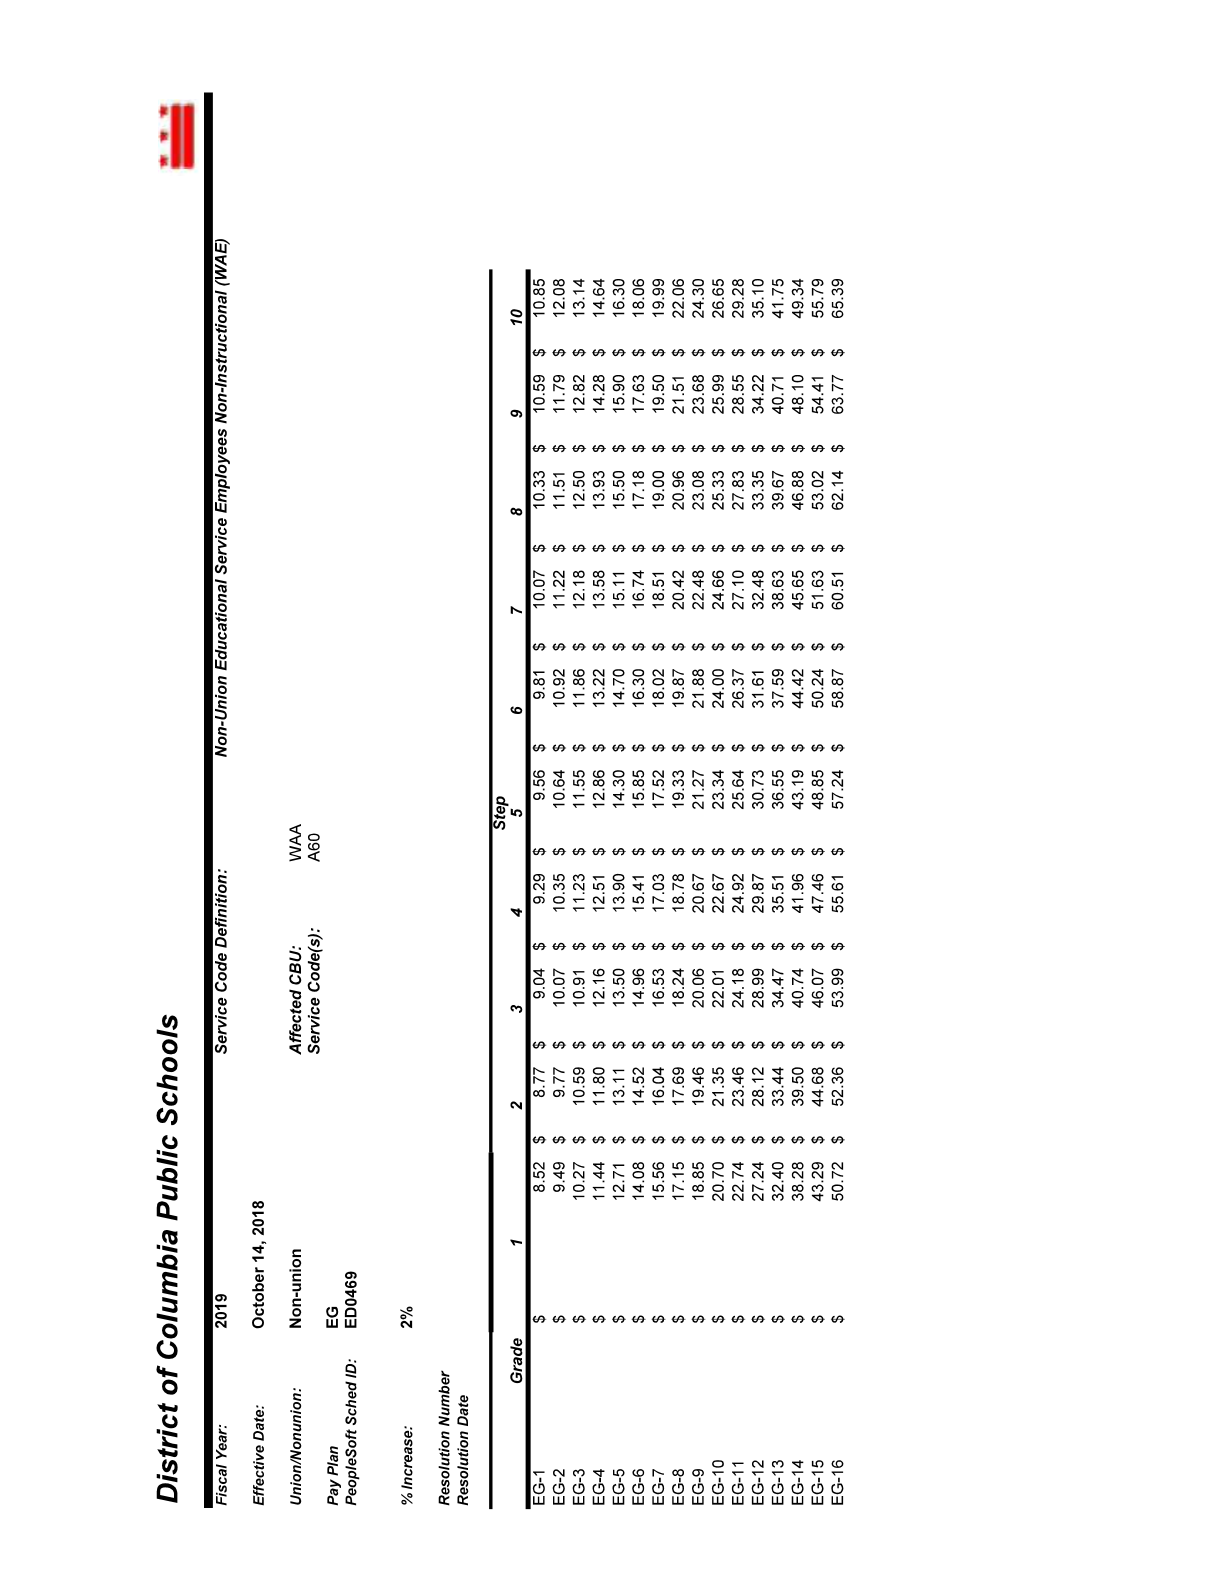 District of Columbia Public Schools
Fiscal Year: 2019 Service Code Definition: Non-Union Educational Service Employees Non-Instructional (WAE)
Effective Date: October 14, 2018
Union/Nonunion: Non-union Affected CBU: WAA
Service Code(s): A60
Pay Plan EG
PeopleSoft Sched ID: ED0469
% Increase: 2%
Resolution Number
Resolution Date
Step
Grade 1 2 3 4 5 6 7 8 9 10
EG-1 $ 8.52 $ 8.77 $ 9.04 $ 9.29 $ 9.56 $ 9.81 $ 10.07 $ 10.33 $ 10.59 $ 10.85
EG-2 $ 9.49 $ 9.77 $ 10.07 $ 10.35 $ 10.64 $ 10.92 $ 11.22 $ 11.51 $ 11.79 $ 12.08
EG-3 $ 10.27 $ 10.59 $ 10.91 $ 11.23 $ 11.55 $ 11.86 $ 12.18 $ 12.50 $ 12.82 $ 13.14
EG-4 $ 11.44 $ 11.80 $ 12.16 $ 12.51 $ 12.86 $ 13.22 $ 13.58 $ 13.93 $ 14.28 $ 14.64
EG-5 $ 12.71 $ 13.11 $ 13.50 $ 13.90 $ 14.30 $ 14.70 $ 15.11 $ 15.50 $ 15.90 $ 16.30
EG-6 $ 14.08 $ 14.52 $ 14.96 $ 15.41 $ 15.85 $ 16.30 $ 16.74 $ 17.18 $ 17.63 $ 18.06
EG-7 $ 15.56 $ 16.04 $ 16.53 $ 17.03 $ 17.52 $ 18.02 $ 18.51 $ 19.00 $ 19.50 $ 19.99
EG-8 $ 17.15 $ 17.69 $ 18.24 $ 18.78 $ 19.33 $ 19.87 $ 20.42 $ 20.96 $ 21.51 $ 22.06
EG-9 $ 18.85 $ 19.46 $ 20.06 $ 20.67 $ 21.27 $ 21.88 $ 22.48 $ 23.08 $ 23.68 $ 24.30
EG-10 $ 20.70 $ 21.35 $ 22.01 $ 22.67 $ 23.34 $ 24.00 $ 24.66 $ 25.33 $ 25.99 $ 26.65
EG-11 $ 22.74 $ 23.46 $ 24.18 $ 24.92 $ 25.64 $ 26.37 $ 27.10 $ 27.83 $ 28.55 $ 29.28
EG-12 $ 27.24 $ 28.12 $ 28.99 $ 29.87 $ 30.73 $ 31.61 $ 32.48 $ 33.35 $ 34.22 $ 35.10
EG-13 $ 32.40 $ 33.44 $ 34.47 $ 35.51 $ 36.55 $ 37.59 $ 38.63 $ 39.67 $ 40.71 $ 41.75
EG-14 $ 38.28 $ 39.50 $ 40.74 $ 41.96 $ 43.19 $ 44.42 $ 45.65 $ 46.88 $ 48.10 $ 49.34
EG-15 $ 43.29 $ 44.68 $ 46.07 $ 47.46 $ 48.85 $ 50.24 $ 51.63 $ 53.02 $ 54.41 $ 55.79
EG-16 $ 50.72 $ 52.36 $ 53.99 $ 55.61 $ 57.24 $ 58.87 $ 60.51 $ 62.14 $ 63.77 $ 65.39